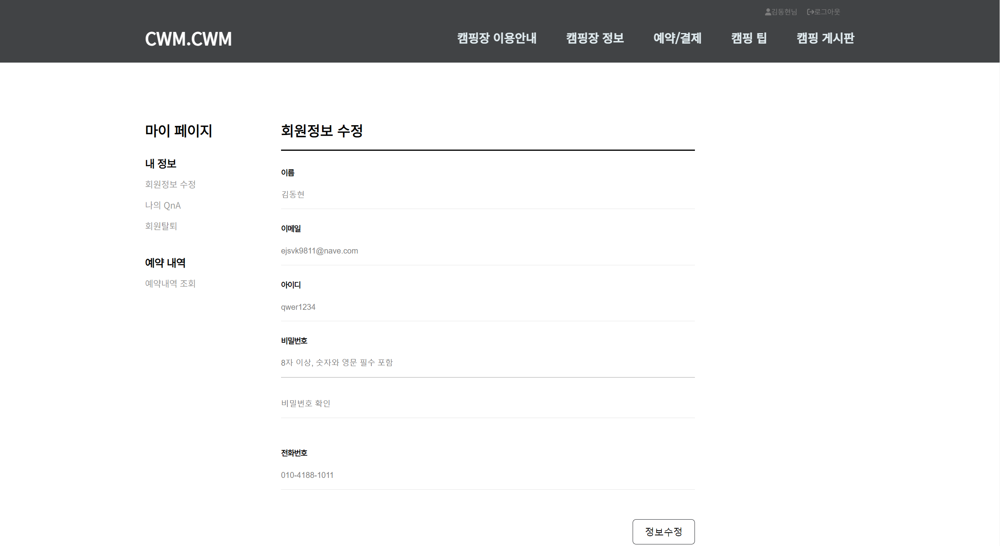 김동현님 로그아웃
CWM.CWM
캠핑장 이용안내 캠핑장 정보 예약/결제 캠핑 팁 캠핑 게시판
마이 페이지
내 정보
회원정보 수정
나의 QnA
회원탈퇴
예약 내역
예약내역 조회
회원정보 수정
이름
김동현
이메일
ejsvk9811@nave.com
아이디
qwer1234
비밀번호
8자 이상, 숫자와 영문 필수 포함
비밀번호 확인
전화번호
010-4188-1011
정보수정